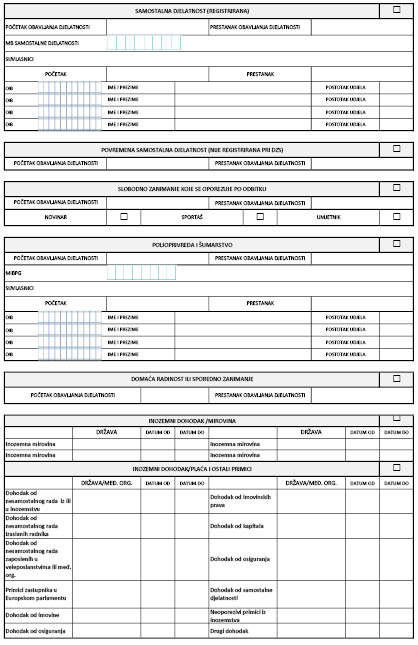 SAMOSTALNA DJELATNOST (REGISTRIRANA)
POČETAK OBAVLJANJA DJELATNOSTI PRESTANAK OBAVLJANJA DJELATNOSTI
MB SAMOSTALNE DJELATNOSTI
SUVLASNICI
POČETAK PRESTANAK
OIB IME I PREZIME POSTOTAK UDJELA
OIB IME I PREZIME POSTOTAK UDJELA
OIB IME I PREZIME POSTOTAK UDJELA
OIB IME I PREZIME POSTOTAK UDJELA
POVREMENA SAMOSTALNA DJELATNOST (NIJE REGISTRIRANA PRI DZS)
POČETAK OBAVLJANJA DJELATNOSTI PRESTANAK OBAVLJANJA DJELATNOSTI
SLOBODNO ZANIMANJE KOJE SE OPOREZUJE PO ODBITKU
POČETAK OBAVLJANJA DJELATNOSTI PRESTANAK OBAVLJANJA DJELATNOSTI
NOVINAR SPORTAŠ UMJETNIK
POLJOPRIVREDA I ŠUMARSTVO
POČETAK OBAVLJANJA DJELATNOSTI PRESTANAK OBAVLJANJA DJELATNOSTI
MIBPG
SUVLASNICI
POČETAK PRESTANAK
OIB IME I PREZIME POSTOTAK UDJELA
OIB IME I PREZIME POSTOTAK UDJELA
OIB IME I PREZIME POSTOTAK UDJELA
OIB IME I PREZIME POSTOTAK UDJELA
DOMAĆA RADINOST ILI SPOREDNO ZANIMANJE
POČETAK OBAVLJANJA DJELATNOSTI PRESTANAK OBAVLJANJA DJELATNOSTI
INOZEMNI DOHODAK /MIROVINA
DRŽAVA DATUM OD DATUM DO DRŽAVA DATUM OD DATUM DO
Inozemna mirovina Inozemna mirovina
Inozemna mirovina Inozemna mirovina
INOZEMNI DOHODAK/PLAĆA I OSTALI PRIMICI
DRŽAVA/MEĐ. ORG. DATUM OD DATUM DO DRŽAVA/MEĐ. ORG. DATUM OD DATUM DO
Dohodak od
nesamostalnog rada iz ili
u inozemstvu
Dohodak od imovinskih
prava
Dohodak od
nesamostalnog rada
izaslanih radnika
Dohodak od kapitala
Dohodak od
nesamostalnog rada
zaposlenih u
veleposlanstvima ili međ.
org.
Dohodak od osiguranja
Primici zastupnika u
Europskom parlamentu
Dohodak od samostalne
djelatnosti
Dohodak od imovine
Neoporezivi primici iz
inozemstva
Dohodak od osiguranja Drugi dohodak